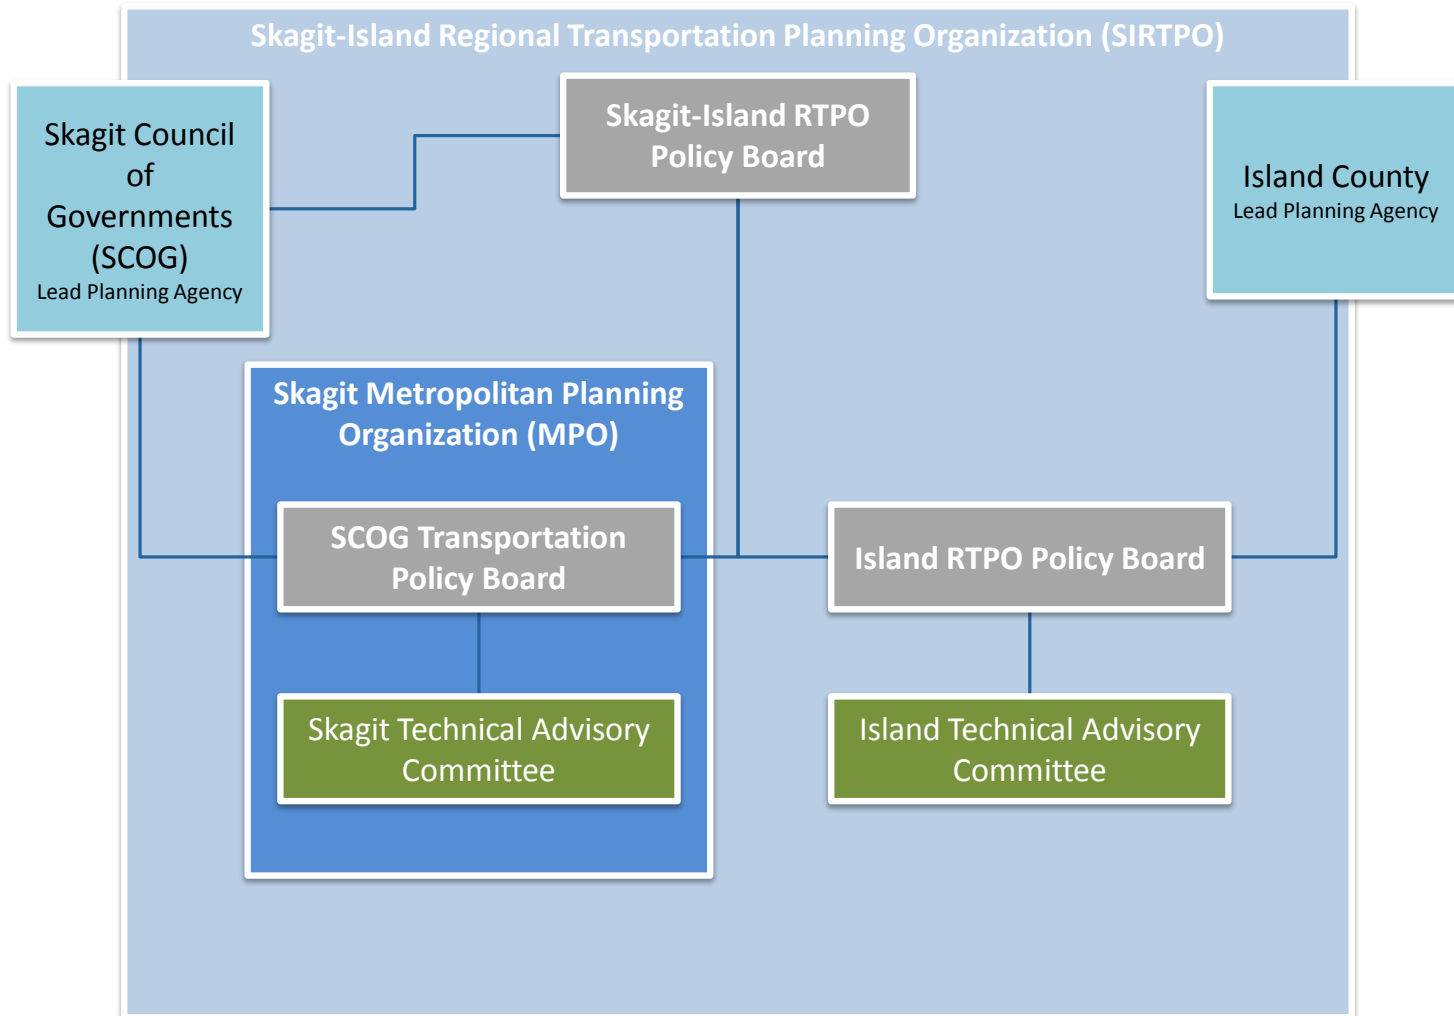 Skagit-Island Regional Transportation Planning Organization (SIRTPO)
Skagit Council
of
Governments
(SCOG)
Lead Planning Agency
Skagit-Island RTPO
Policy Board
Island County
Lead Planning Agency
Skagit Metropolitan Planning
Organization (MPO)
SCOG Transportation
Policy Board
Island RTPO Policy Board
Skagit Technical Advisory
Committee
Island Technical Advisory
Committee